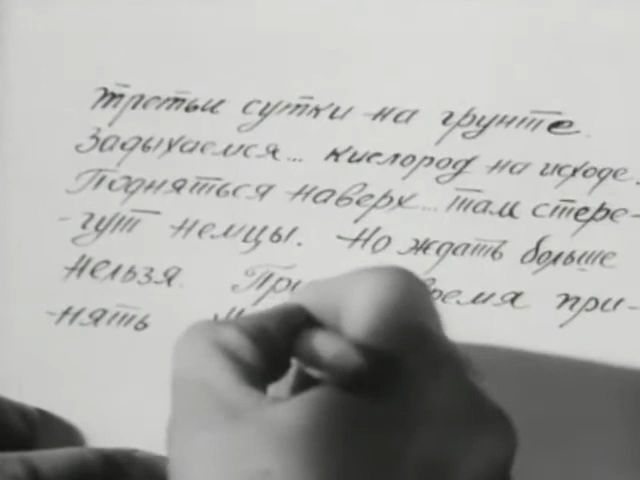 третьи сутки на грунте.
Задыхаемся... кислород на исходе.
Подняться наверх... там стере-
-гут немцы. Но ждать больше
нельзя. время при-
-нять